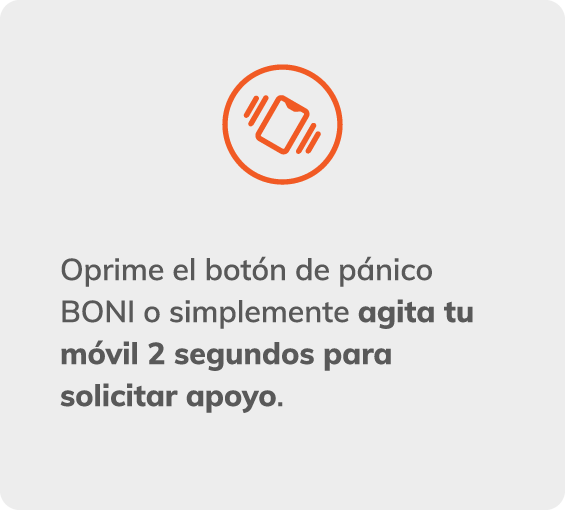 Oprime el botón de pánico
BONI o simplemente agita tu
móvil 2 segundos para
solicitar apoyo.